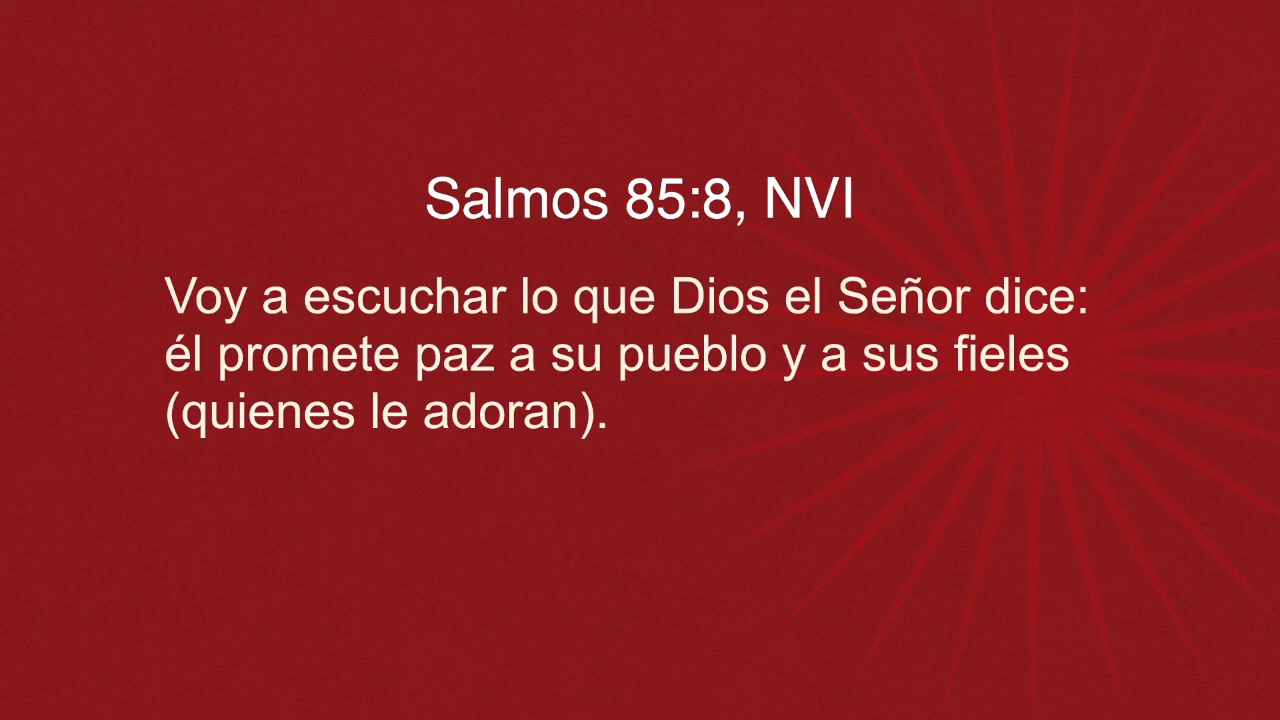 Salmos 85:8, NVI
Voy a escuchar lo que Dios el Señor dice:
él promete paz a su pueblo y a sus fieles
(quienes le adoran).